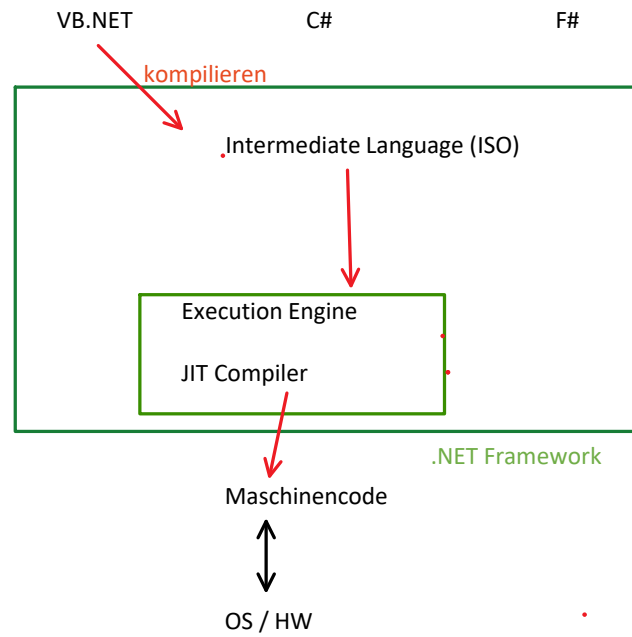 VB.NET C# F#
kompilieren
Intermediate Language (ISO)
Execution Engine
JIT Compiler
.NET Framework
Maschinencode
OS / HW